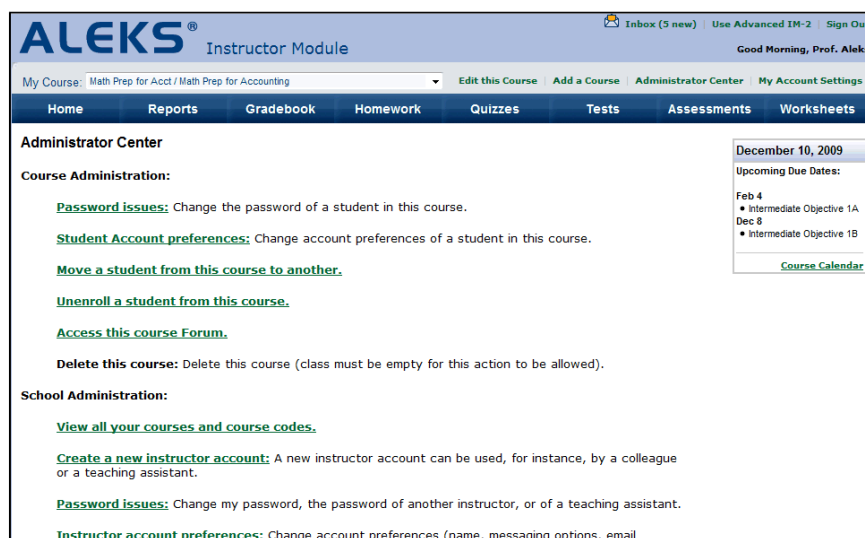 ALEKS® Instructor Module
Inbox (5 new) | Use Advanced IM-2 | Sign Ou
Good Morning, Prof. Alek
My Course: Math Prep for Acct / Math Prep for Accounting
Edit this Course | Add a Course | Administrator Center | My Account Settings
Home Reports Gradebook Homework Quizzes Tests Assessments Worksheets
Administrator Center
Course Administration:
Password issues: Change the password of a student in this course.
Student Account preferences: Change account preferences of a student in this course.
Move a student from this course to another.
Unenroll a student from this course.
Access this course Forum.
Delete this course: Delete this course (class must be empty for this action to be allowed).
School Administration:
View all your courses and course codes.
Create a new instructor account: A new instructor account can be used, for instance, by a colleague
or a teaching assistant.
Password issues: Change my password, the password of another instructor, or of a teaching assistant.
Instructor account preferences: Change account preferences (name, messaging options, email
December 10, 2009
Upcoming Due Dates:
Feb 4
• Intermediate Objective 1A
Dec 8
• Intermediate Objective 1B
Course Calendar